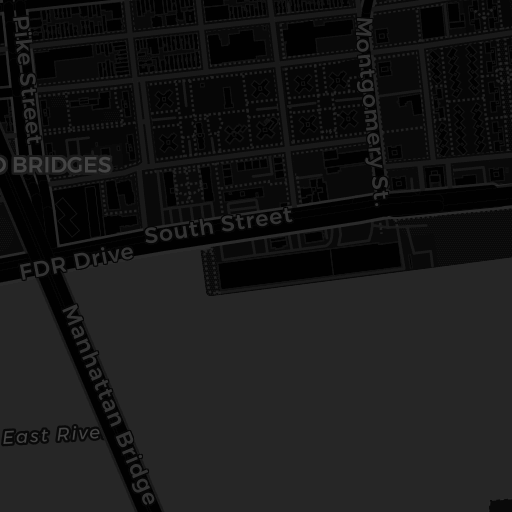 Pike Street
Montgomery St.
O BRIDGES
South Street
FDR Drive
Manhattan Bridge
East Rive